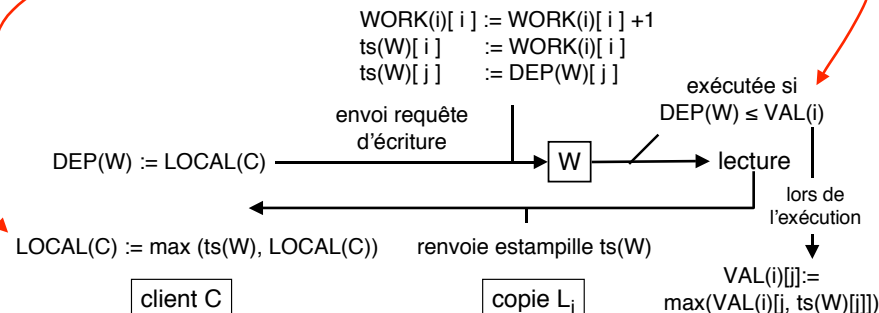 WORK(i)[ i ] := WORK(i)[ i ] +1
ts(W)[ i ] := WORK(i)[ i ]
ts(W)[ j ] := DEP(W)[ j ]
exécutée si
DEP(W) ≤ VAL(i)
envoi requête
d'écriture
DEP(W) := LOCAL(C)
W
lecture
lors de
l'exécution
LOCAL(C) := max (ts(W), LOCAL(C))
renvoie estampille ts(W)
VAL(i)[j]:=
max(VAL(i)[j, ts(W)[j]])
client C
copie Li